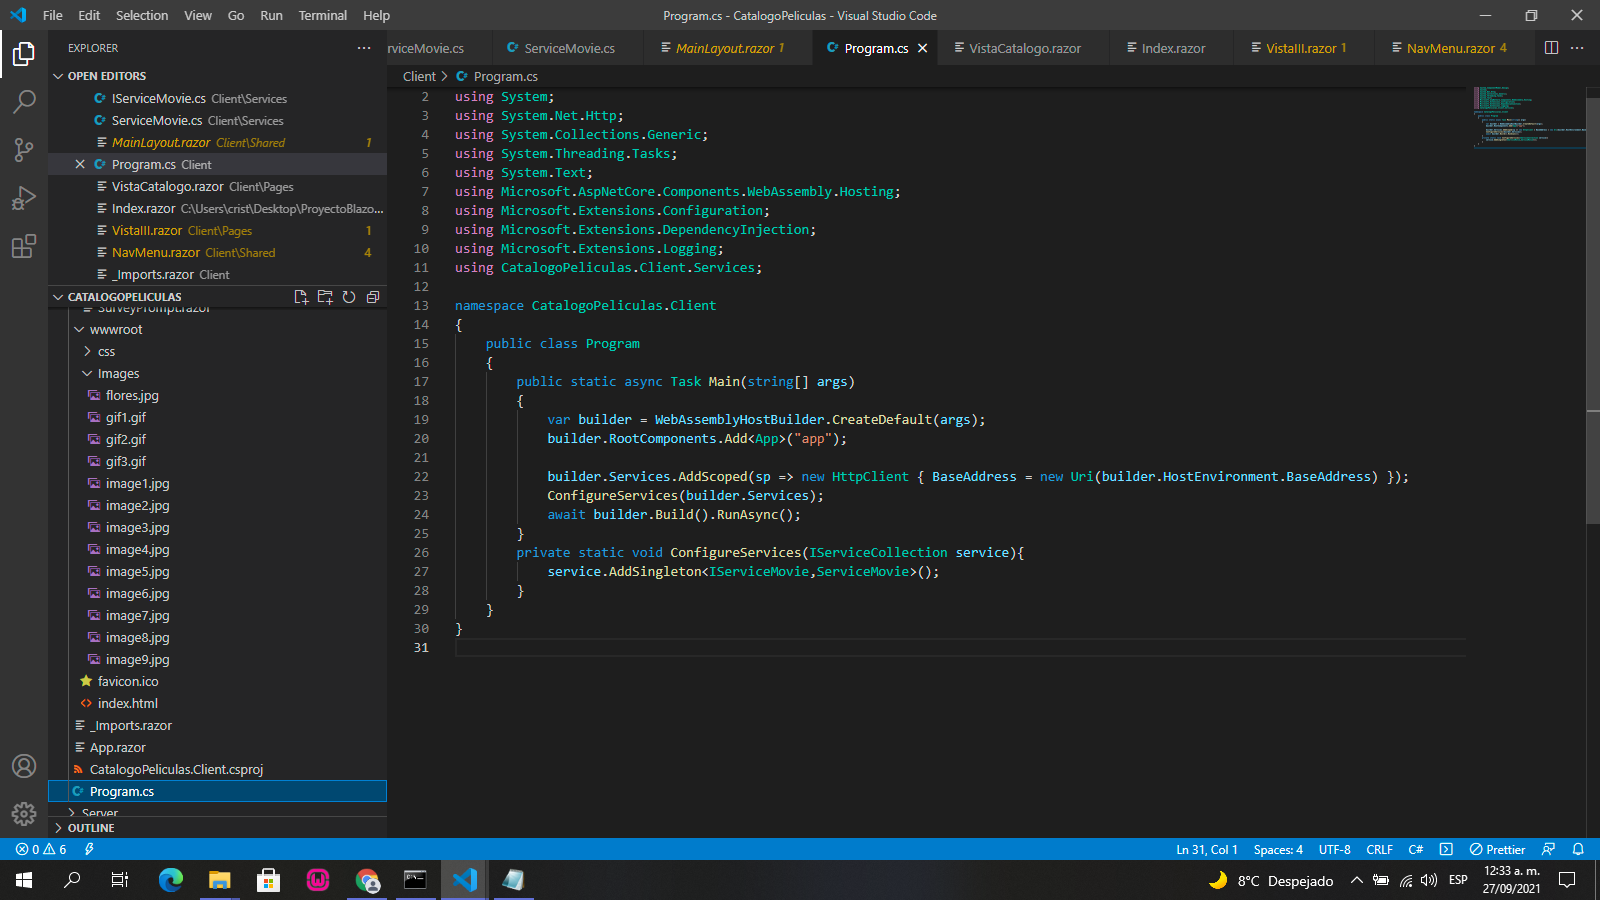 File Edit Selection View Go Run Terminal Help
Program.cs - CatalogoPeliculas - Visual Studio Code
EXPLORER
OPEN EDITORS
IServiceMovie.cs Client\Services
ServiceMovie.cs Client\Services
MainLayout.razor Client\Shared 1
Program.cs Client
VistaCatalogo.razor Client\Pages
Index.razor C:\Users\crist\Desktop\ProyectoBlazo...
VistaIII.razor Client\Pages 1
NavMenu.razor Client\Shared 4
_Imports.razor Client
CATALOGOPELICULAS
SurveyPrompt.razor
wwwroot
css
Images
flores.jpg
gif1.gif
gif2.gif
gif3.gif
image1.jpg
image2.jpg
image3.jpg
image4.jpg
image5.jpg
image6.jpg
image7.jpg
image8.jpg
image9.jpg
favicon.ico
index.html
_Imports.razor
App.razor
CatalogoPeliculas.Client.csproj
Program.cs
Server
OUTLINE
rviceMovie.cs ServiceMovie.cs MainLayout.razor 1 Program.cs VistaCatalogo.razor Index.razor VistaIII.razor 1 NavMenu.razor 4
Client > Program.cs
2 using System;
3 using System.Net.Http;
4 using System.Collections.Generic;
5 using System.Threading.Tasks;
6 using System.Text;
7 using Microsoft.AspNetCore.Components.WebAssembly.Hosting;
8 using Microsoft.Extensions.Configuration;
9 using Microsoft.Extensions.DependencyInjection;
10 using Microsoft.Extensions.Logging;
11 using CatalogoPeliculas.Client.Services;
12
13 namespace CatalogoPeliculas.Client
14 {
15 public class Program
16 {
17 public static async Task Main(string[] args)
18 {
19 var builder = WebAssemblyHostBuilder.CreateDefault(args);
20 builder.RootComponents.Add<App>("app");
21
22 builder.Services.AddScoped(sp => new HttpClient { BaseAddress = new Uri(builder.HostEnvironment.BaseAddress) });
23 ConfigureServices(builder.Services);
24 await builder.Build().RunAsync();
25 }
26 private static void ConfigureServices(IServiceCollection service){
27 service.AddSingleton<IServiceMovie,ServiceMovie>();
28 }
29 }
30 }
31
0 6
Ln 31, Col 1 Spaces: 4 UTF-8 CRLF C# Prettier
8°C Despejado ESP 12:33 a. m.
27/09/2021